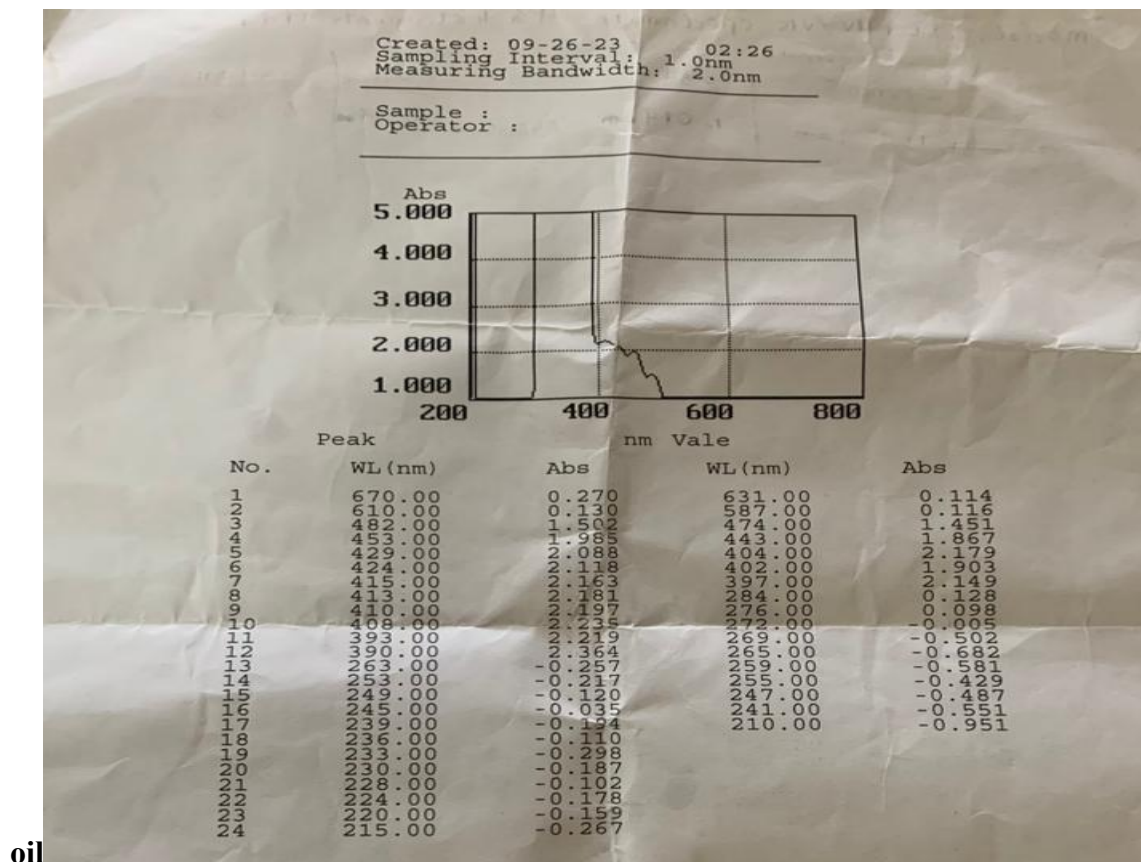 Created: 09-26-23 02:26
Sampling Interval: 1.0nm
Measuring Bandwidth: 2.0nm
Sample :
Operator :
Abs
5.000
4.000
3.000
2.000
1.000
200 400 600 800
Peak nm Vale
No. WL(nm) Abs WL(nm) Abs
1 670.00 0.270 631.00 0.114
2 610.00 0.130 587.00 0.116
3 482.00 1.502 474.00 1.451
4 453.00 1.985 443.00 1.867
5 429.00 2.088 404.00 2.179
6 424.00 2.118 402.00 1.903
7 415.00 2.163 397.00 2.149
8 413.00 2.181 284.00 0.128
9 410.00 2.197 276.00 0.098
10 408.00 2.235 272.00 -0.005
11 393.00 2.219 269.00 -0.502
12 390.00 2.364 265.00 -0.682
13 263.00 -0.257 259.00 -0.581
14 253.00 -0.217 255.00 -0.429
15 249.00 -0.120 247.00 -0.487
16 245.00 -0.035 241.00 -0.551
17 239.00 -0.134 210.00 -0.951
18 236.00 -0.110
19 233.00 -0.298
20 230.00 -0.187
21 228.00 -0.102
22 224.00 -0.178
23 220.00 -0.159
24 215.00 -0.267
oil